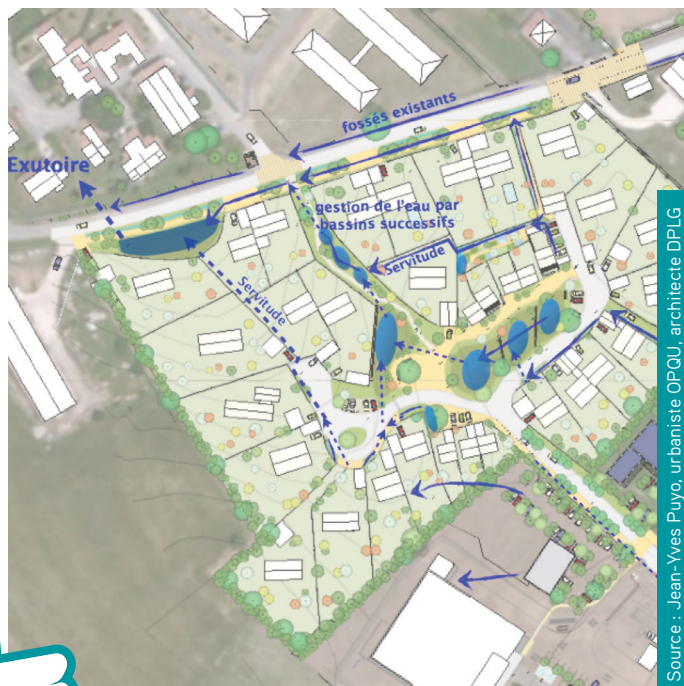 fossés existants
Exutoire
gestion de l'eau par
bassins successifs
Servitude
Servitude
Source : Jean-Yves Puyo, urbaniste OPQU, architecte DPLG